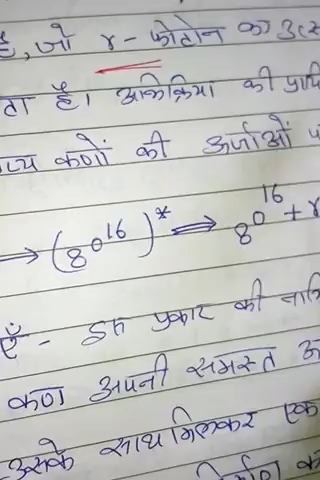 है, जो γ - फोटोन का उत्स
ता है। अभिक्रिया की प्रायि
कणों की ऊर्जाओं
⇒ (₈O¹⁶)* ⇒ ₈O¹⁶ + γ
एँ - इस प्रकार की नाभि
कण अपनी समस्त
उसके साथ मिलकर एक
निर्माण